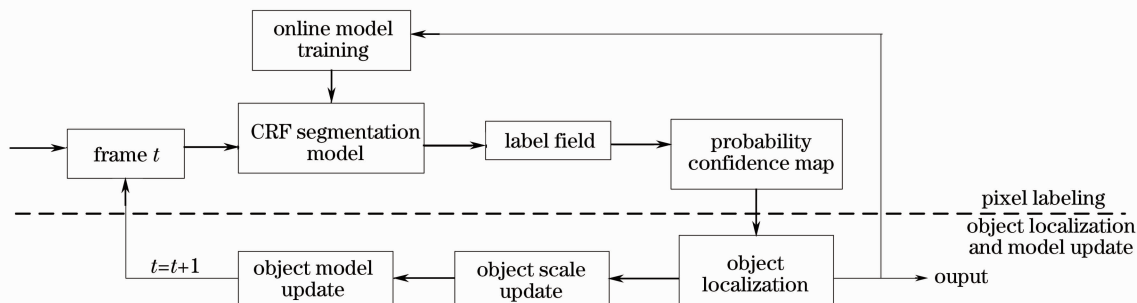 online model
training
CRF segmentation
model
frame t
label field
probability
confidence map
pixel labeling
object localization
and model update
t=t+1
object model
update
object scale
update
object
localization
ouput